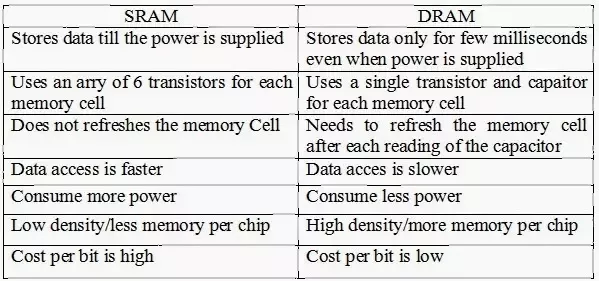 SRAM
DRAM
Stores data till the power is supplied
Stores data only for few milliseconds
even when power is supplied
Uses an arry of 6 transistors for each
memory cell
Uses a single transistor and capaitor
for each memory cell
Does not refreshes the memory Cell
Needs to refresh the memory cell
after each reading of the capacitor
Data access is faster
Data acces is slower
Consume more power
Consume less power
Low density/less memory per chip
High density/more memory per chip
Cost per bit is high
Cost per bit is low